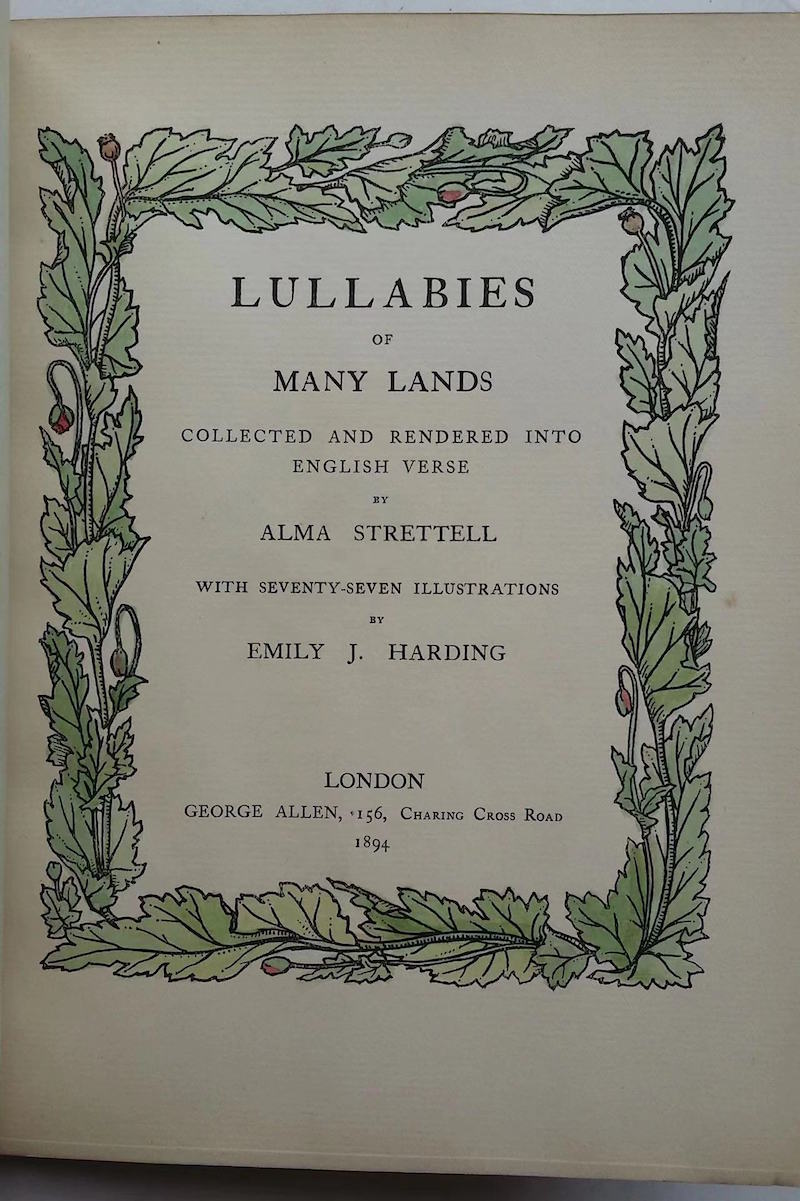 LULLABIES
OF
MANY LANDS
COLLECTED AND RENDERED INTO
ENGLISH VERSE
BY
ALMA STRETTELL
WITH SEVENTY-SEVEN ILLUSTRATIONS
BY
EMILY J. HARDING
LONDON
GEORGE ALLEN, 156, CHARING CROSS ROAD
1894